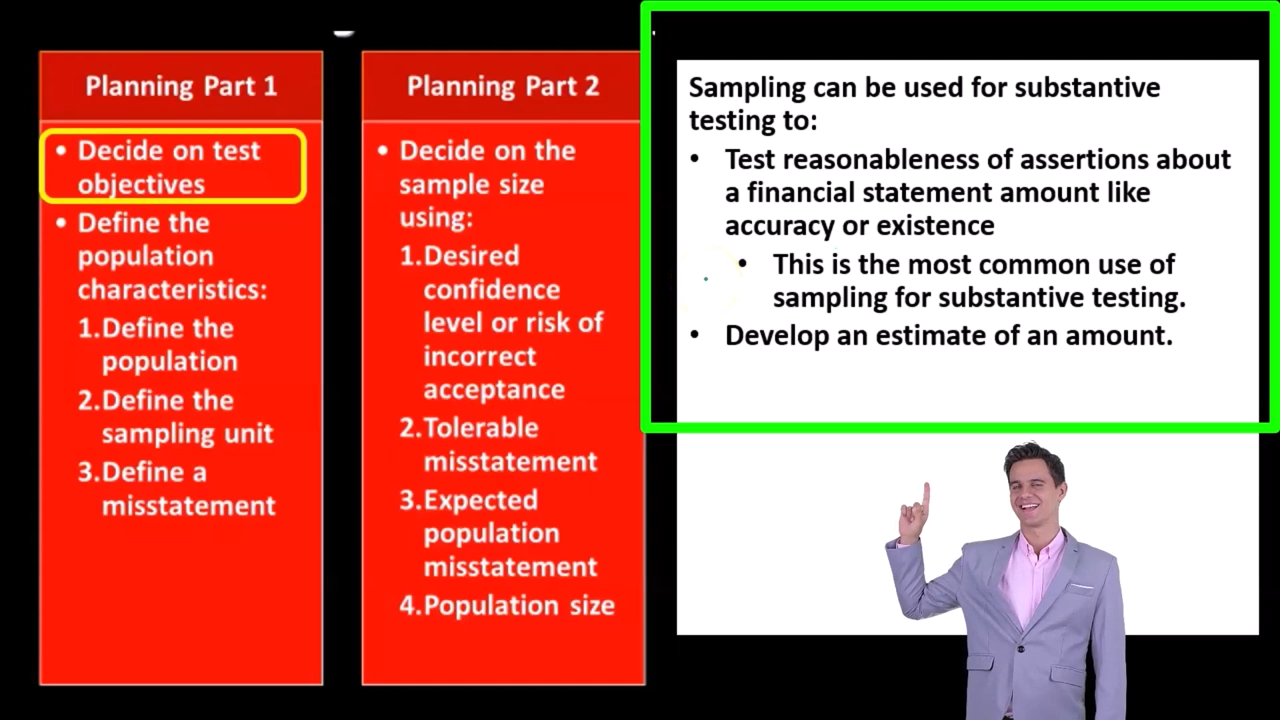 Planning Part 1
• Decide on test
objectives
• Define the
population
characteristics:
1.Define the
population
2.Define the
sampling unit
3.Define a
misstatement
Planning Part 2
• Decide on the
sample size
using:
1.Desired
confidence
level or risk of
incorrect
acceptance
2.Tolerable
misstatement
3.Expected
population
misstatement
4.Population size
Sampling can be used for substantive
testing to:
• Test reasonableness of assertions about
a financial statement amount like
accuracy or existence
• This is the most common use of
sampling for substantive testing.
• Develop an estimate of an amount.